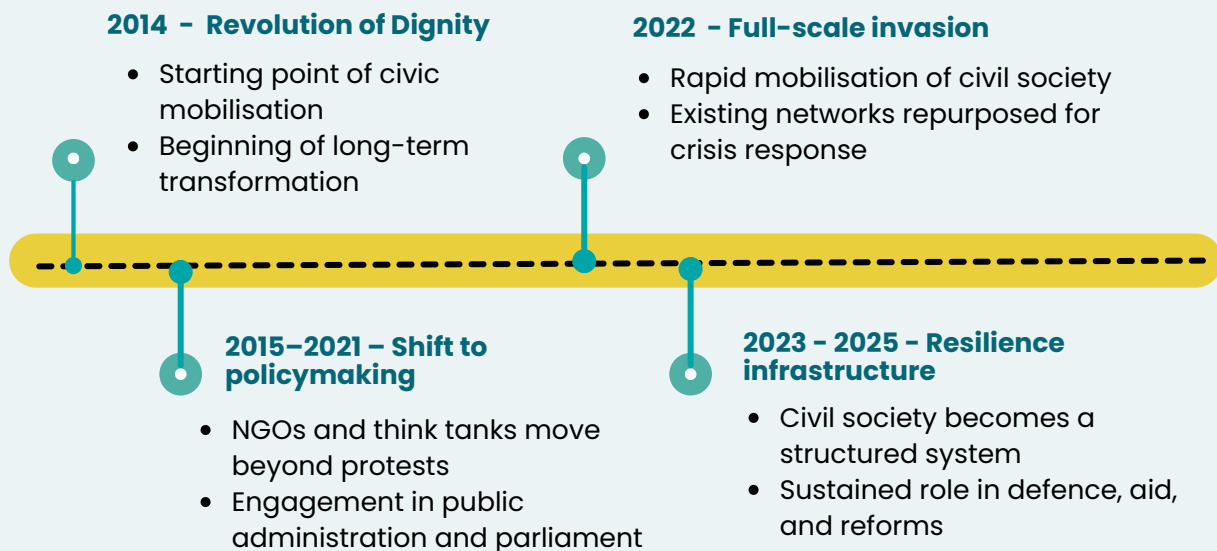 2014 - Revolution of Dignity
• Starting point of civic
mobilisation
• Beginning of long-term
transformation
2022 - Full-scale invasion
• Rapid mobilisation of civil society
• Existing networks repurposed for
crisis response
2015–2021 – Shift to
policymaking
• NGOs and think tanks move
beyond protests
• Engagement in public
administration and parliament
2023 - 2025 - Resilience
infrastructure
• Civil society becomes a
structured system
• Sustained role in defence, aid,
and reforms